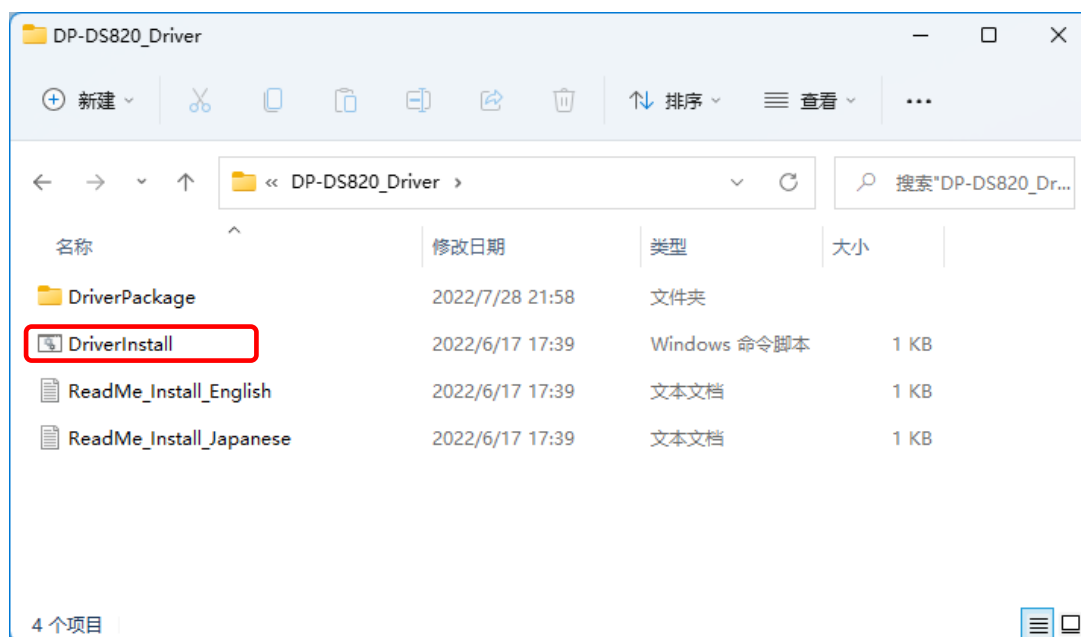 DP-DS820_Driver
新建 排序 查看 •••
« DP-DS820_Driver › 搜索"DP-DS820_Dr...
名称 修改日期 类型 大小
DriverPackage 2022/7/28 21:58 文件夹
DriverInstall 2022/6/17 17:39 Windows 命令脚本 1 KB
ReadMe_Install_English 2022/6/17 17:39 文本文档 1 KB
ReadMe_Install_Japanese 2022/6/17 17:39 文本文档 1 KB
4 个项目